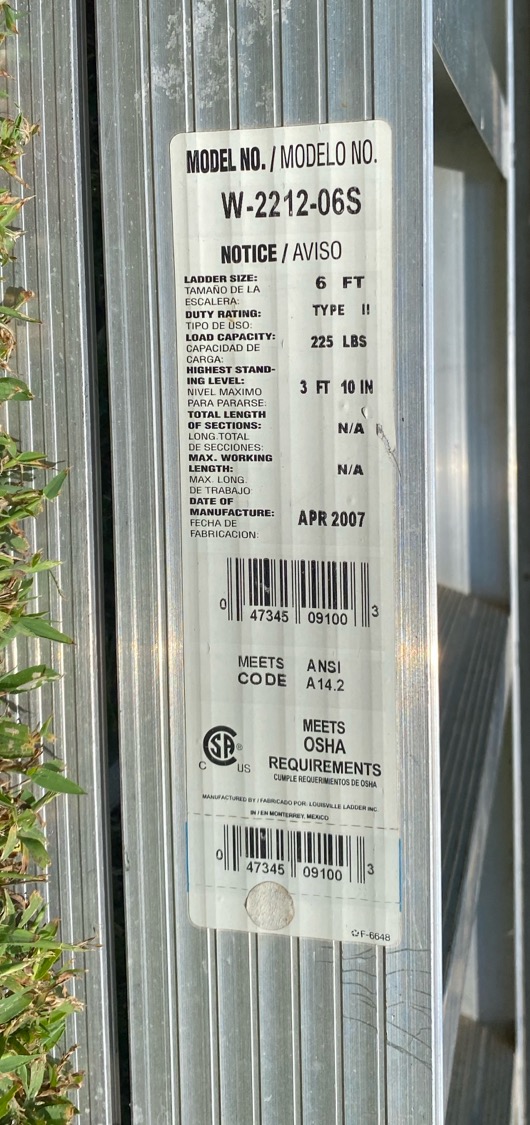 MODEL NO. / MODELO NO.
W-2212-06S
NOTICE / AVISO
LADDER SIZE: 6 FT
TAMAÑO DE LA
ESCALERA:
DUTY RATING: TYPE II
TIPO DE USO:
LOAD CAPACITY: 225 LBS
CAPACIDAD DE
CARGA:
HIGHEST STAND-
ING LEVEL: 3 FT 10 IN
NIVEL MAXIMO
PARA PARARSE:
TOTAL LENGTH
OF SECTIONS: N/A
LONG.TOTAL
DE SECCIONES:
MAX. WORKING
LENGTH: N/A
MAX. LONG.
DE TRABAJO
DATE OF
MANUFACTURE: APR 2007
FECHA DE
FABRICACION:
0 47345 09100 3
MEETS ANSI
CODE A14.2
CSA®
C US
MEETS
OSHA
REQUIREMENTS
CUMPLE REQUERIMIENTOS DE OSHA
MANUFACTURED BY / FABRICADO POR: LOUISVILLE LADDER INC.
IN / EN MONTERREY, MEXICO
0 47345 09100 3
F-6648